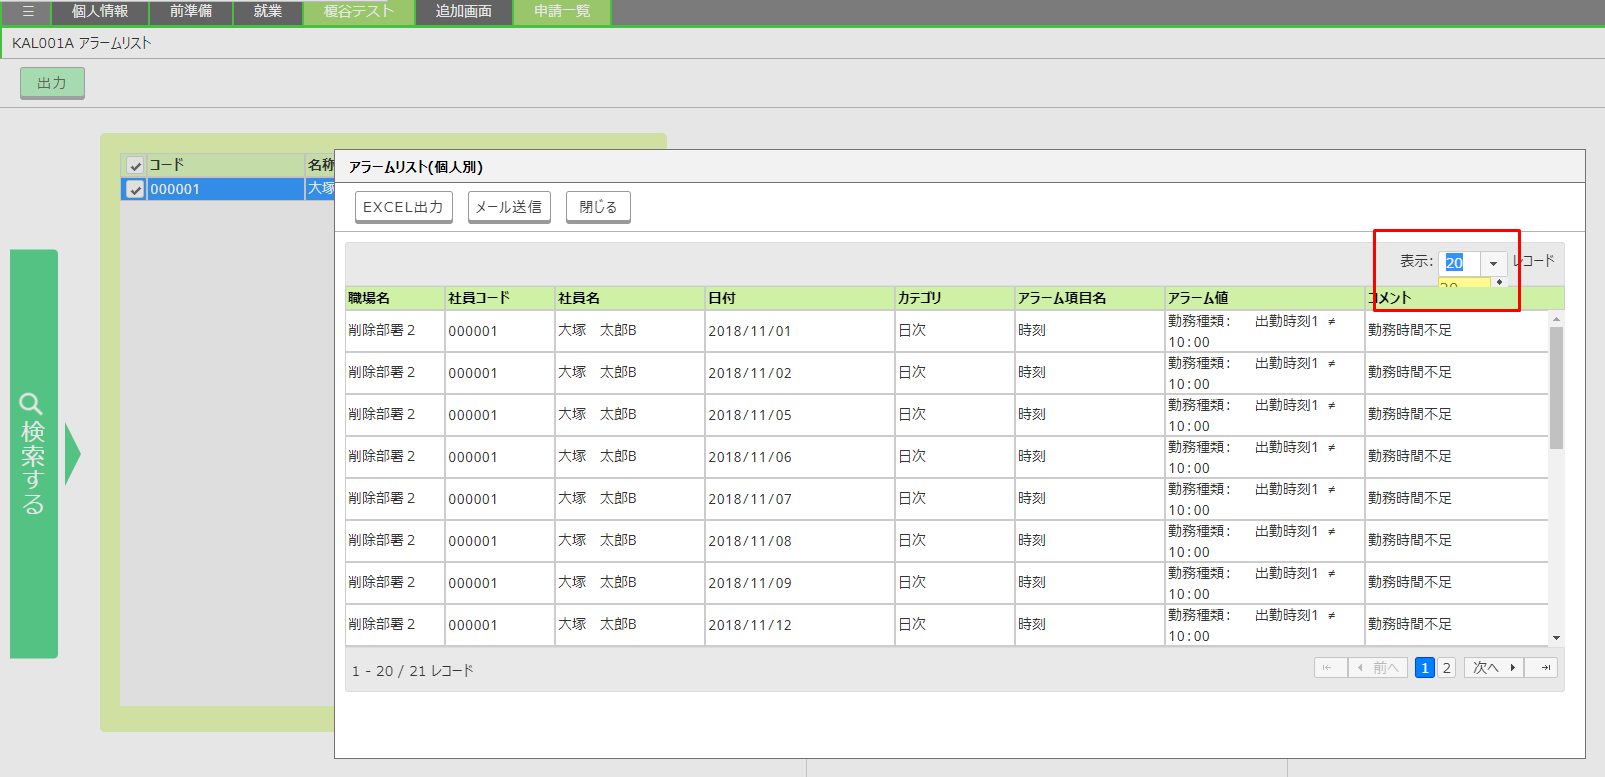 個人情報 前準備 就業 榎谷テスト 追加画面 申請一覧
KAL001A アラームリスト
出力
コード 名称
000001 大塚
検索する
アラームリスト(個人別)
EXCEL出力 メール送信 閉じる
表示: 20 レコード
20
職場名 社員コード 社員名 日付 カテゴリ アラーム項目名 アラーム値 コメント
削除部署２ 000001 大塚　太郎B 2018/11/01 日次 時刻 勤務種類：　出勤時刻1 ≠ 10:00 勤務時間不足
削除部署２ 000001 大塚　太郎B 2018/11/02 日次 時刻 勤務種類：　出勤時刻1 ≠ 10:00 勤務時間不足
削除部署２ 000001 大塚　太郎B 2018/11/05 日次 時刻 勤務種類：　出勤時刻1 ≠ 10:00 勤務時間不足
削除部署２ 000001 大塚　太郎B 2018/11/06 日次 時刻 勤務種類：　出勤時刻1 ≠ 10:00 勤務時間不足
削除部署２ 000001 大塚　太郎B 2018/11/07 日次 時刻 勤務種類：　出勤時刻1 ≠ 10:00 勤務時間不足
削除部署２ 000001 大塚　太郎B 2018/11/08 日次 時刻 勤務種類：　出勤時刻1 ≠ 10:00 勤務時間不足
削除部署２ 000001 大塚　太郎B 2018/11/09 日次 時刻 勤務種類：　出勤時刻1 ≠ 10:00 勤務時間不足
削除部署２ 000001 大塚　太郎B 2018/11/12 日次 時刻 勤務種類：　出勤時刻1 ≠ 10:00 勤務時間不足
1 - 20 / 21 レコード 前へ 1 2 次へ